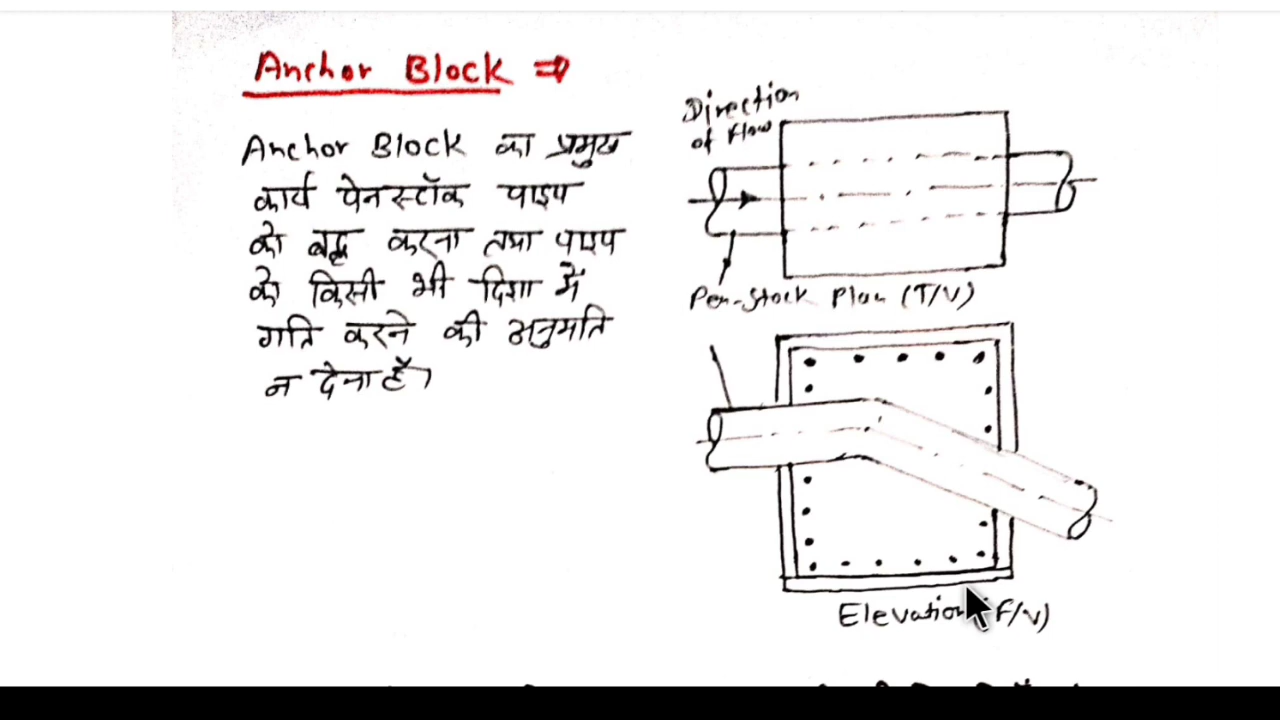 Anchor Block ⇒
Anchor Block का प्रमुख
कार्य पेनस्टॉक पाइप
को बद्ध करना तथा पाइप
को किसी भी दिशा में
गति करने की अनुमति
न देना है।
Direction
of flow
Pen-Stock Plan (T/V)
Elevation (F/V)